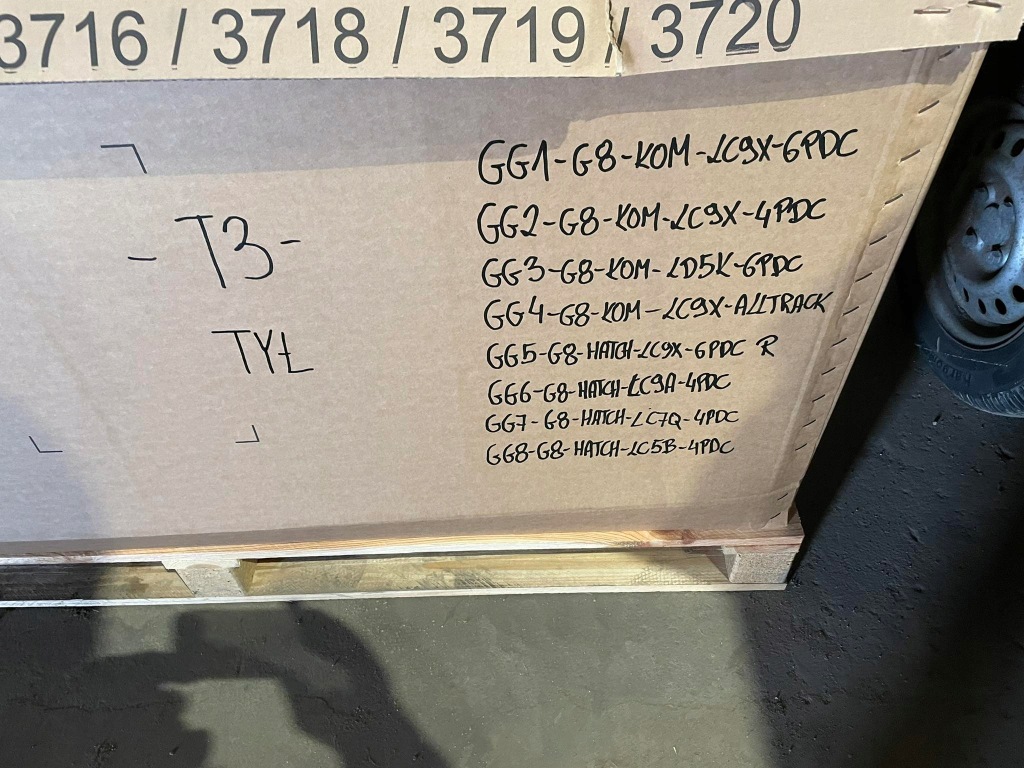 3716 / 3718 / 3719 / 3720
- T3 -
TYŁ
GG1-G8-KOM-LC9X-6PDC
GG2-G8-KOM-LC9X-4PDC
GG3-G8-KOM-LD5K-6PDC
GG4-G8-KOM-LC9X-ALLTRACK
GG5-G8-HATCH-LC9X-6PDC R
GG6-G8-HATCH-LC9A-4PDC
GG7-G8-HATCH-LC7Q-4PDC
GG8-G8-HATCH-LC5B-4PDC